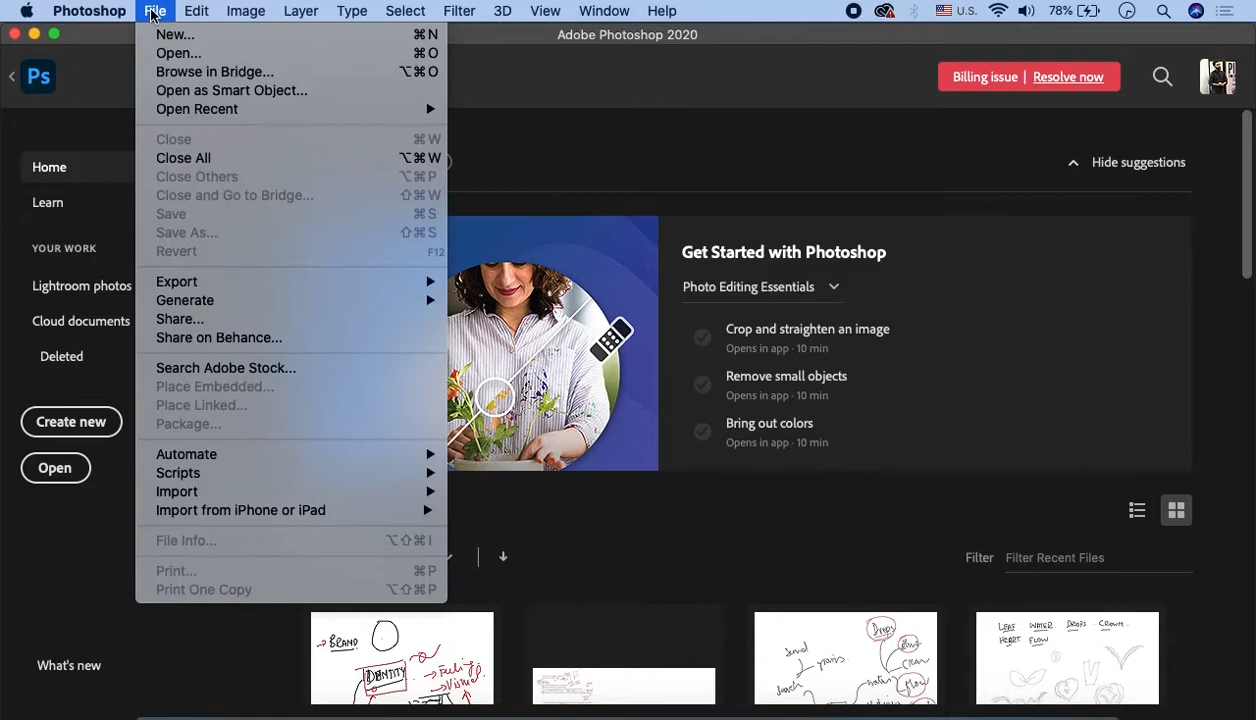 Photoshop File Edit Image Layer Type Select Filter 3D View Window Help U.S. 78%
Adobe Photoshop 2020
Ps
Billing issue | Resolve now
New... ⌘N
Open... ⌘O
Browse in Bridge... ⌥⌘O
Open as Smart Object...
Open Recent
Close ⌘W
Close All ⌥⌘W
Close Others ⌥⌘P
Close and Go to Bridge... ⇧⌘W
Save ⌘S
Save As... ⇧⌘S
Revert F12
Export
Generate
Share...
Share on Behance...
Search Adobe Stock...
Place Embedded...
Place Linked...
Package...
Automate
Scripts
Import
Import from iPhone or iPad
File Info... ⌥⇧⌘I
Print... ⌘P
Print One Copy ⌥⇧⌘P
Home
Learn
YOUR WORK
Lightroom photos
Cloud documents
Deleted
Create new
Open
What's new
Hide suggestions
Get Started with Photoshop
Photo Editing Essentials
Crop and straighten an image
Opens in app · 10 min
Remove small objects
Opens in app · 10 min
Bring out colors
Opens in app · 10 min
Filter Filter Recent Files
BRAND
IDENTITY
Feeling
Visual
Drops
LEAF WATER DROPS CROWN
HEART FLOW